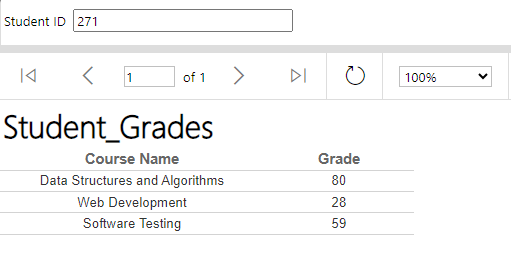 Student ID 271
1 of 1 100%
Student_Grades
Course Name Grade
Data Structures and Algorithms 80
Web Development 28
Software Testing 59